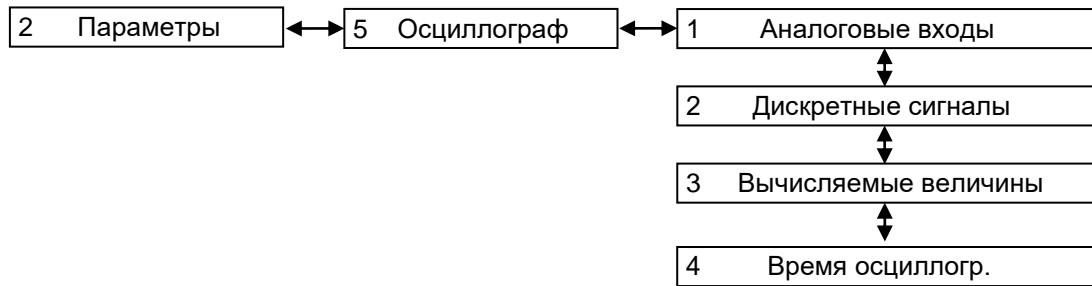 2 Параметры 5 Осциллограф 1 Аналоговые входы
2 Дискретные сигналы
3 Вычисляемые величины
4 Время осциллогр.